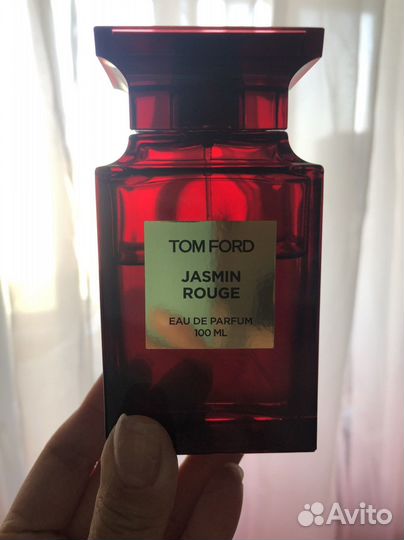 TOM FORD
JASMIN
ROUGE
EAU DE PARFUM
100 ML
Avito